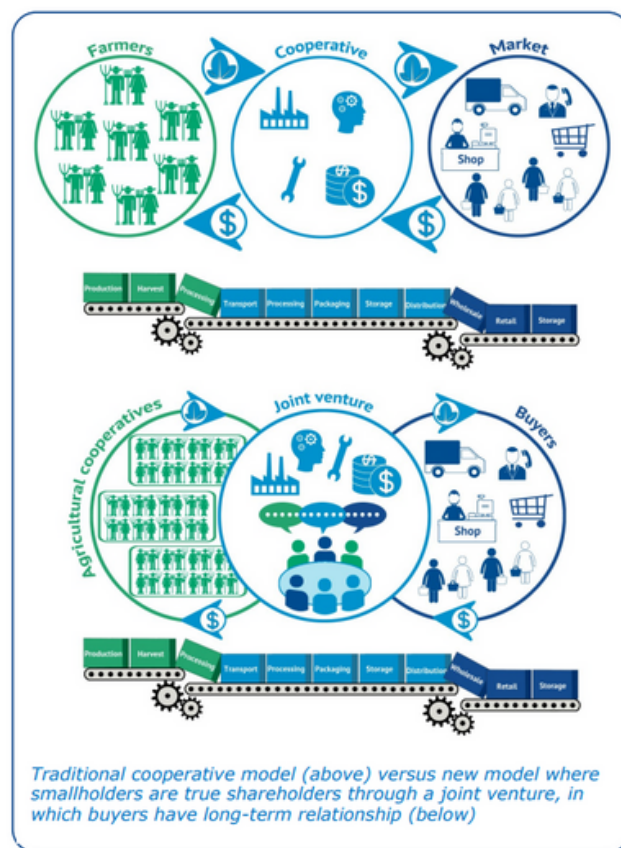 Farmers
Cooperative
Market
$
Shop
$
$
Production Harvest Processing Transport Processing Packaging Storage Distribution Wholesale Retail Storage
Agricultural cooperatives
Joint venture
Buyers
$
Shop
$
$
Production Harvest Processing Transport Processing Packaging Storage Distribution Wholesale Retail Storage
Traditional cooperative model (above) versus new model where
smallholders are true shareholders through a joint venture, in
which buyers have long-term relationship (below)